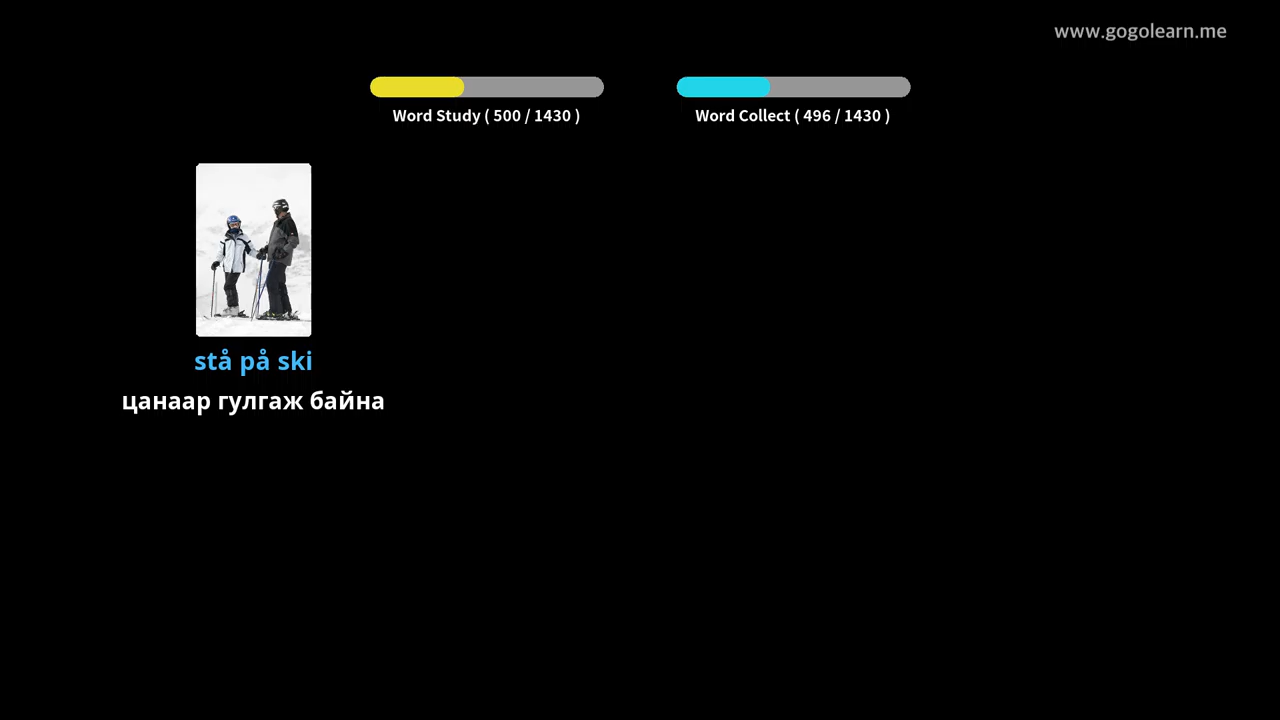 www.gogolearn.me
Word Study ( 500 / 1430 )
Word Collect ( 496 / 1430 )
stå på ski
цанаар гулгаж байна